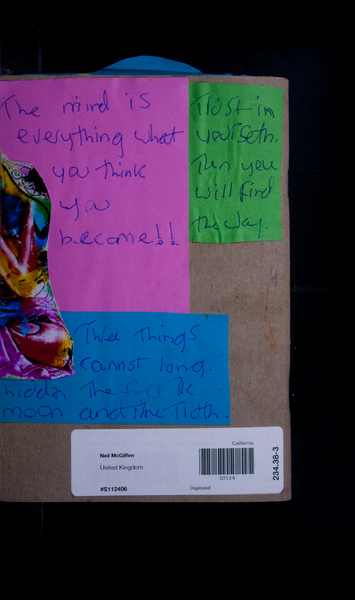 The mind is
everything what
you think
you
become!!
Trust in
yourself.
Then you
will find
the way.
Three things
cannot long.
hidden the sun the
moon and the Truth.
California
Neil McGiffen
United Kingdom
30534
#S112406
Digitized
234.38-3